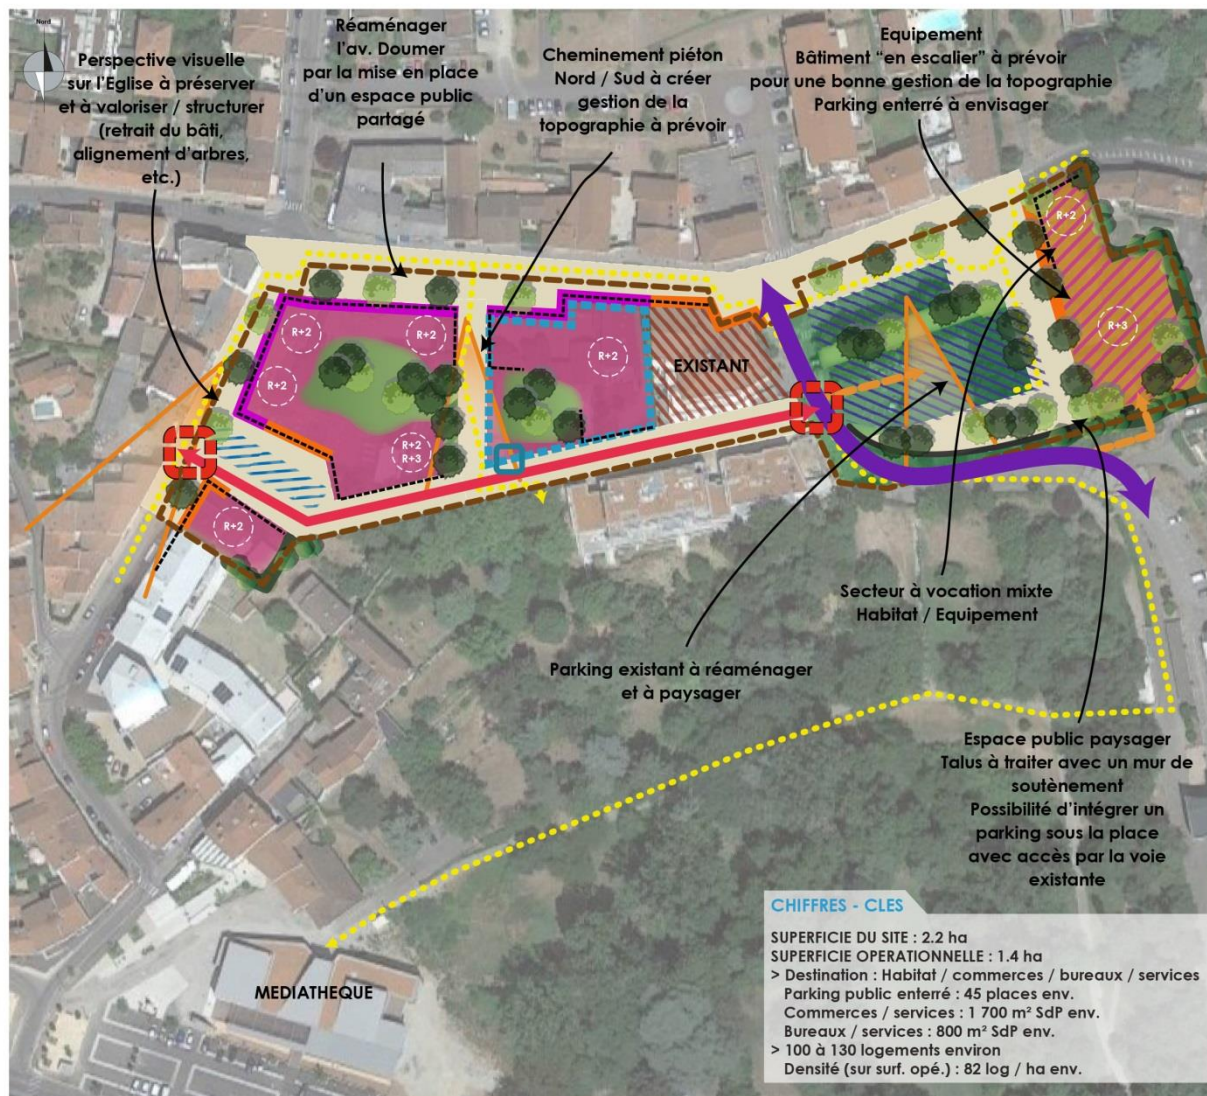 Nord
Perspective visuelle
sur l'Eglise à préserver
et à valoriser / structurer
(retrait du bâti,
alignement d'arbres,
etc.)
Réaménager
l'av. Doumer
par la mise en place
d'un espace public
partagé
Cheminement piéton
Nord / Sud à créer
gestion de la
topographie à prévoir
Equipement
Bâtiment "en escalier" à prévoir
pour une bonne gestion de la topographie
Parking enterré à envisager
R+2
R+2
R+2
R+2
R+2
R+3
R+2
EXISTANT
R+3
R+2
Secteur à vocation mixte
Habitat / Equipement
Parking existant à réaménager
et à paysager
Espace public paysager
Talus à traiter avec un mur de
soutènement
Possibilité d'intégrer un
parking sous la place
avec accès par la voie
existante
MEDIATHEQUE
CHIFFRES - CLES
SUPERFICIE DU SITE : 2.2 ha
SUPERFICIE OPERATIONNELLE : 1.4 ha
> Destination : Habitat / commerces / bureaux / services
Parking public enterré : 45 places env.
Commerces / services : 1 700 m² SdP env.
Bureaux / services : 800 m² SdP env.
> 100 à 130 logements environ
Densité (sur surf. opé.) : 82 log / ha env.